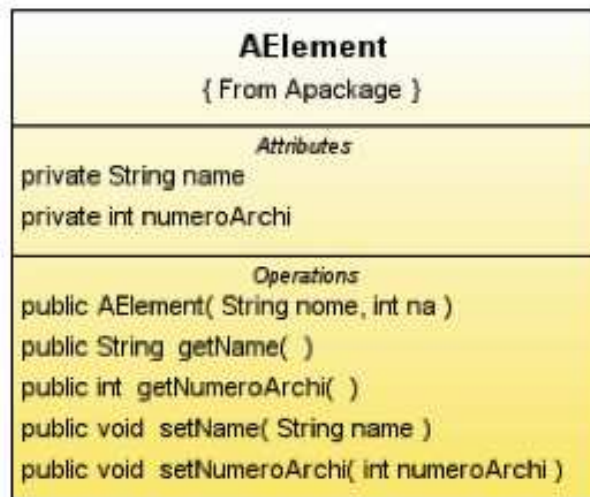 AElement
{ From Apackage }
Attributes
private String name
private int numeroArchi
Operations
public AElement( String nome, int na )
public String getName( )
public int getNumeroArchi( )
public void setName( String name )
public void setNumeroArchi( int numeroArchi )